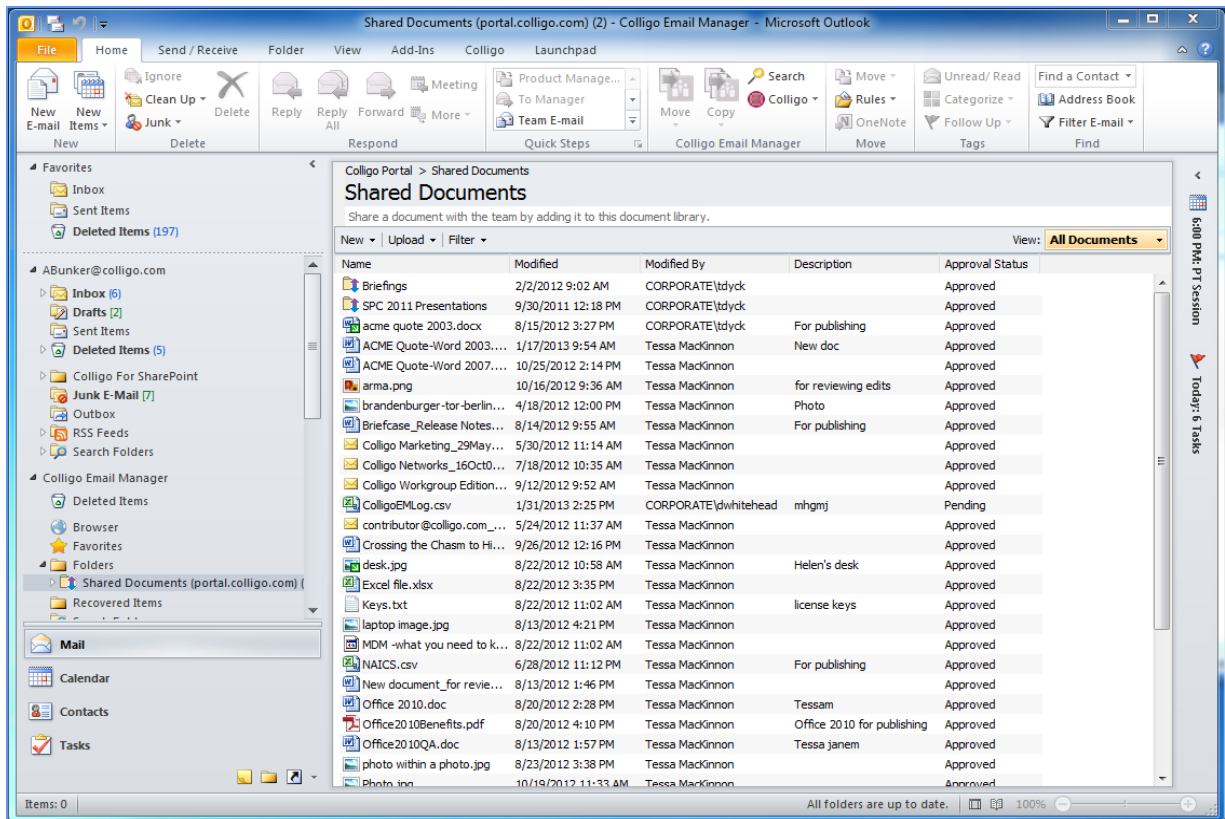 Shared Documents (portal.colligo.com) (2) - Colligo Email Manager - Microsoft Outlook
File Home Send / Receive Folder View Add-Ins Colligo Launchpad
New E-mail
New Items
New
Ignore
Clean Up
Junk
Delete
Delete
Reply
Reply All
Forward
Meeting
More
Respond
Product Manage...
To Manager
Team E-mail
Quick Steps
Move
Copy
Search
Colligo
Colligo Email Manager
Move
Rules
OneNote
Move
Unread/ Read
Categorize
Follow Up
Tags
Find a Contact
Address Book
Filter E-mail
Find
Favorites
Inbox
Sent Items
Deleted Items (197)
ABunker@colligo.com
Inbox (6)
Drafts [2]
Sent Items
Deleted Items (5)
Colligo For SharePoint
Junk E-Mail [7]
Outbox
RSS Feeds
Search Folders
Colligo Email Manager
Deleted Items
Browser
Favorites
Folders
Shared Documents (portal.colligo.com) (
Recovered Items
Mail
Calendar
Contacts
Tasks
Colligo Portal > Shared Documents
Shared Documents
Share a document with the team by adding it to this document library.
New Upload Filter View: All Documents
Name Modified Modified By Description Approval Status
Briefings 2/2/2012 9:02 AM CORPORATE\tdyck Approved
SPC 2011 Presentations 9/30/2011 12:18 PM CORPORATE\tdyck Approved
acme quote 2003.docx 8/15/2012 3:27 PM CORPORATE\tdyck For publishing Approved
ACME Quote-Word 2003.... 1/17/2013 9:54 AM Tessa MacKinnon New doc Approved
ACME Quote-Word 2007.... 10/25/2012 2:14 PM Tessa MacKinnon Approved
arma.png 10/16/2012 9:36 AM Tessa MacKinnon for reviewing edits Approved
brandenburger-tor-berlin... 4/18/2012 12:00 PM Tessa MacKinnon Photo Approved
Briefcase_Release Notes... 8/14/2012 9:55 AM Tessa MacKinnon For publishing Approved
Colligo Marketing_29May... 5/30/2012 11:14 AM Tessa MacKinnon Approved
Colligo Networks_16Oct0... 7/18/2012 10:35 AM Tessa MacKinnon Approved
Colligo Workgroup Edition... 9/12/2012 9:52 AM Tessa MacKinnon Approved
ColligoEMLog.csv 1/31/2013 2:25 PM CORPORATE\dwhitehead mhgmj Pending
contributor@colligo.com_... 5/24/2012 11:37 AM Tessa MacKinnon Approved
Crossing the Chasm to Hi... 9/26/2012 12:16 PM Tessa MacKinnon Approved
desk.jpg 8/22/2012 10:58 AM Tessa MacKinnon Helen's desk Approved
Excel file.xlsx 8/22/2012 3:35 PM Tessa MacKinnon Approved
Keys.txt 8/22/2012 11:02 AM Tessa MacKinnon license keys Approved
laptop image.jpg 8/13/2012 4:21 PM Tessa MacKinnon Approved
MDM -what you need to k... 8/22/2012 11:02 AM Tessa MacKinnon Approved
NAICS.csv 6/28/2012 11:12 PM Tessa MacKinnon For publishing Approved
New document_for revie... 8/13/2012 1:46 PM Tessa MacKinnon Approved
Office 2010.doc 8/20/2012 2:28 PM Tessa MacKinnon Tessam Approved
Office2010Benefits.pdf 8/20/2012 4:10 PM Tessa MacKinnon Office 2010 for publishing Approved
Office2010QA.doc 8/13/2012 1:57 PM Tessa MacKinnon Tessa janem Approved
photo within a photo.jpg 8/23/2012 3:38 PM Tessa MacKinnon Approved
Photo.jpg 10/19/2012 11:33 AM Tessa MacKinnon Approved
6:00 PM: PT Session
Today: 6 Tasks
Items: 0 All folders are up to date. 100%